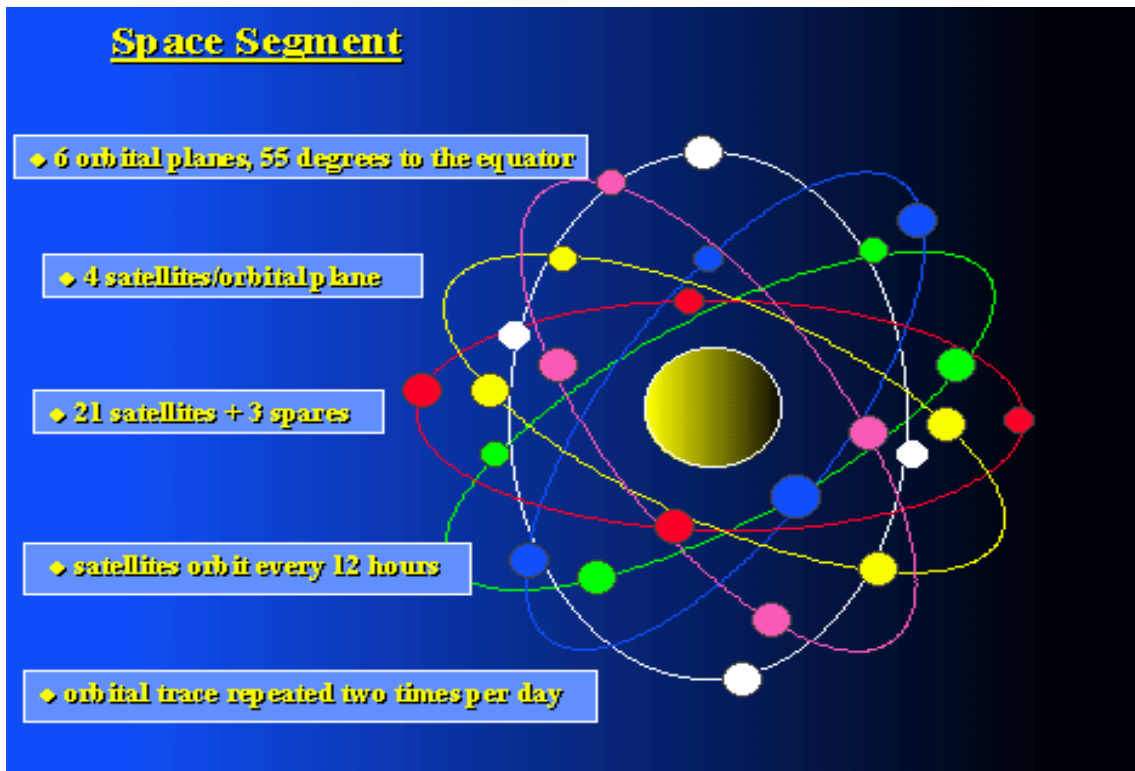 Space Segment
◆ 6 orbital planes, 55 degrees to the equator
◆ 4 satellites/orbital plane
◆ 21 satellites + 3 spares
◆ satellites orbit every 12 hours
◆ orbital trace repeated two times per day